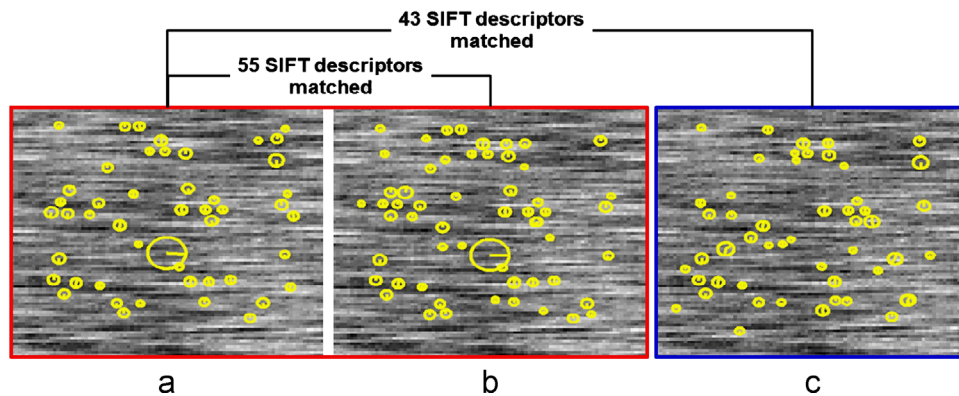 43 SIFT descriptors
matched
55 SIFT descriptors
matched
a
b
c